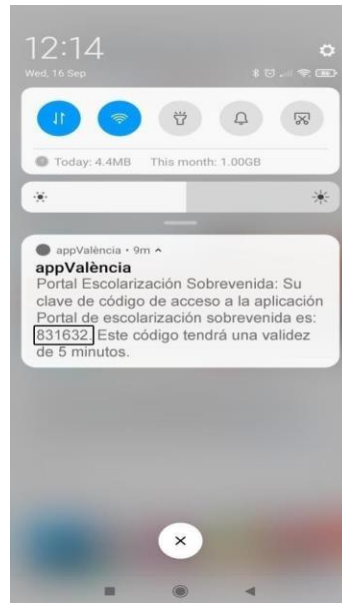 12:14
Wed, 16 Sep
Today: 4.4MB This month: 1.00GB
appValència • 9m
appValència
Portal Escolarización Sobrevenida: Su
clave de código de acceso a la aplicación
Portal de escolarización sobrevenida es:
831632. Este código tendrá una validez
de 5 minutos.